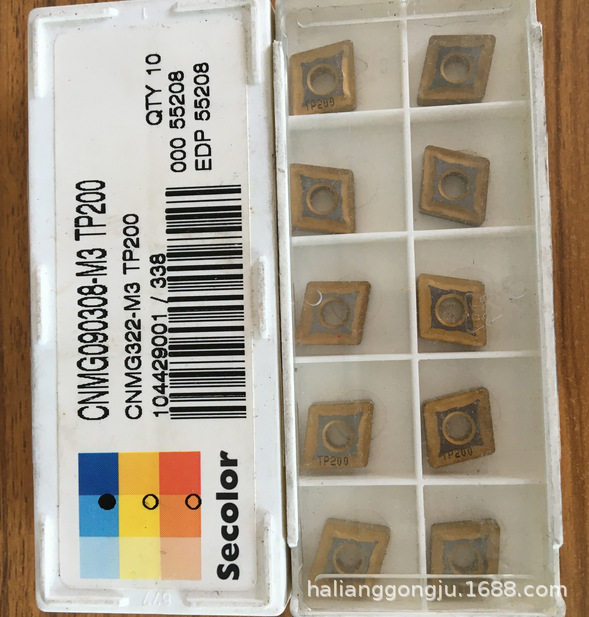 CNMG090308-M3 TP200
CNMG322-M3 TP200
104429001 / 338
QTY 10
000 55208
EDP 55208
Secolor
TP200
TP200
TP200
halianggongju.1688.com